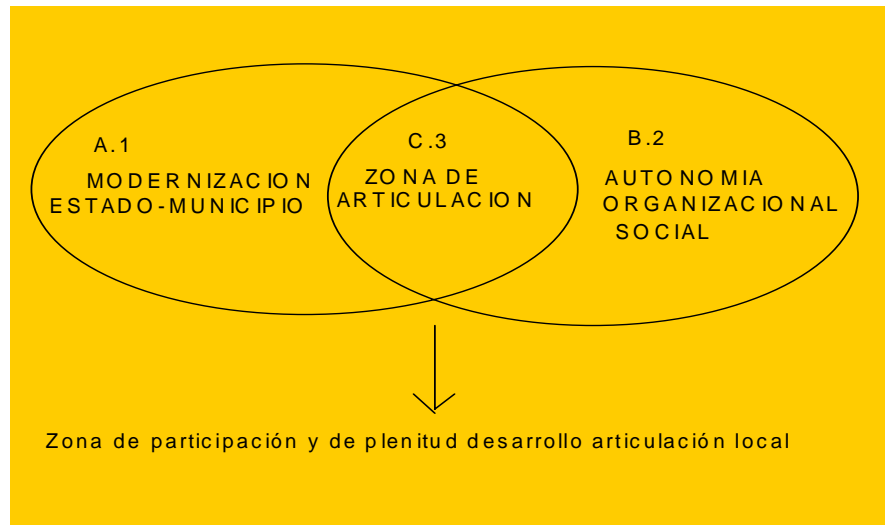 A.1
MODERNIZACION
ESTADO-MUNICIPIO
C.3
ZONA DE
ARTICULACION
B.2
AUTONOMIA
ORGANIZACIONAL
SOCIAL
Zona de participación y de plenitud desarrollo articulación local